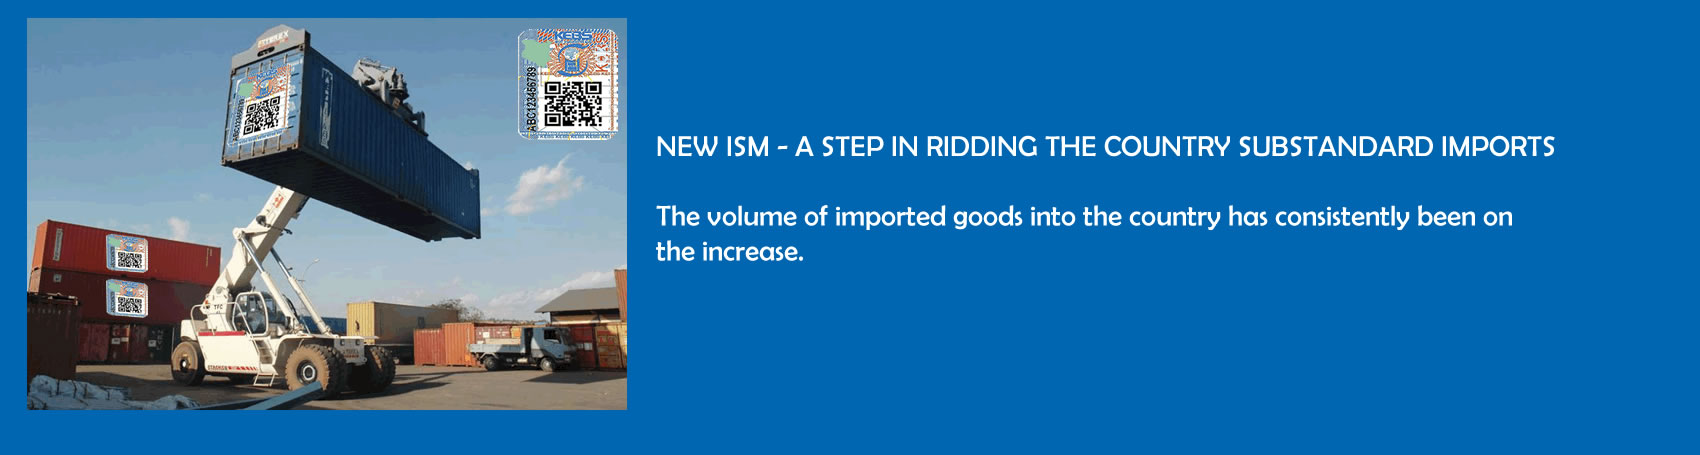 KEBS
ABC123456789
NEW ISM - A STEP IN RIDDING THE COUNTRY SUBSTANDARD IMPORTS
The volume of imported goods into the country has consistently been on
the increase.
TFC